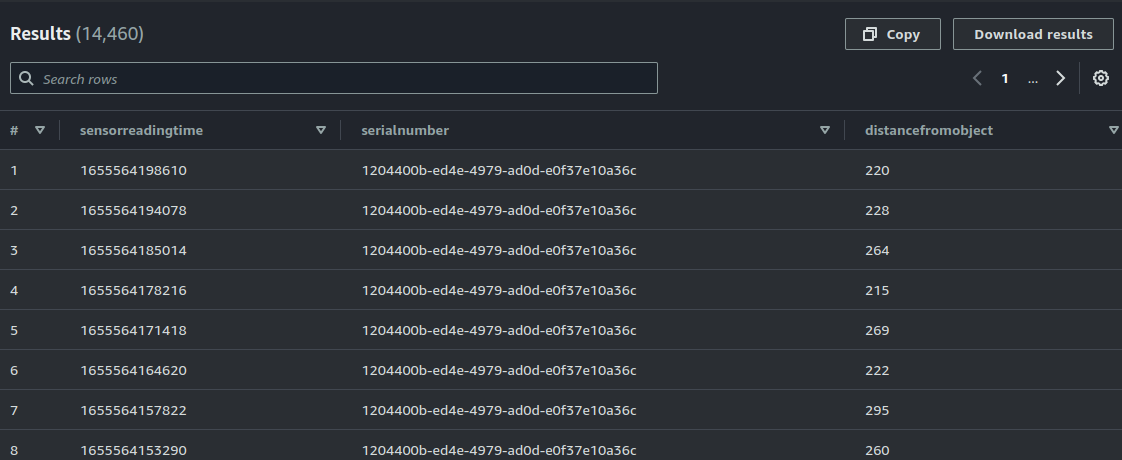 Results (14,460) Copy Download results
Search rows 1 ...
# sensorreadingtime serialnumber distancefromobject
1 1655564198610 1204400b-ed4e-4979-ad0d-e0f37e10a36c 220
2 1655564194078 1204400b-ed4e-4979-ad0d-e0f37e10a36c 228
3 1655564185014 1204400b-ed4e-4979-ad0d-e0f37e10a36c 264
4 1655564178216 1204400b-ed4e-4979-ad0d-e0f37e10a36c 215
5 1655564171418 1204400b-ed4e-4979-ad0d-e0f37e10a36c 269
6 1655564164620 1204400b-ed4e-4979-ad0d-e0f37e10a36c 222
7 1655564157822 1204400b-ed4e-4979-ad0d-e0f37e10a36c 295
8 1655564153290 1204400b-ed4e-4979-ad0d-e0f37e10a36c 260